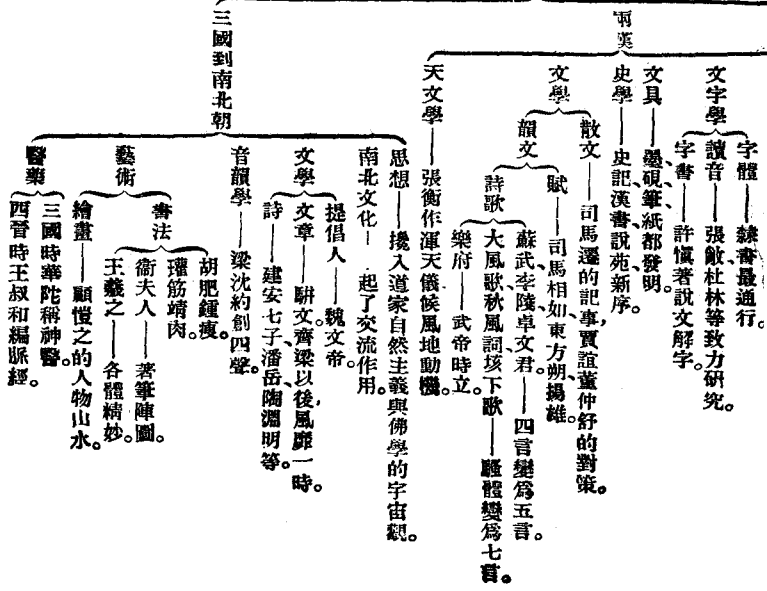 兩漢
文字學
字體——隸書最通行。
讀音——張敞杜林等致力研究。
字書——許愼著說文解字。
文具——墨、硯、筆、紙都發明。
史學——史記漢書說苑新序。
文學
散文——司馬遷的記事,賈誼董仲舒的對策。
韻文
賦——司馬相如、東方朔、揚雄。
詩歌
蘇武、李陵、卓文君——四言變爲五言。
大風歌、秋風詞、垓下歌——騷體變爲七言。
樂府——武帝時立。
天文學——張衡作渾天儀候風地動機。
三國到南北朝
思想——攙入道家自然主義與佛學的宇宙觀。
南北文化——起了交流作用。
文學
提倡人——魏文帝
文章——騈文。齊梁以後,風靡一時。
詩——建安七子、潘岳、陶淵明等。
音韻學——梁沈約創四聲。
藝術
書法
胡肥鍾瘦。
瓘筋靖肉。
衞夫人——著筆陣圖。
王羲之——各體精妙。
繪畫——顧愷之的人物山水。
醫藥
三國時華陀稱神醫。
西晉時王叔和編脈經。